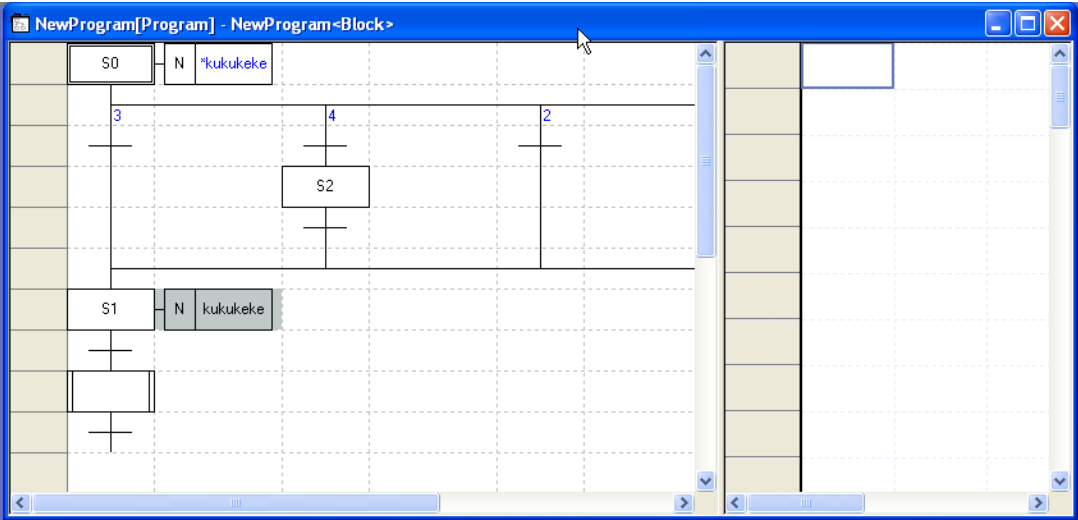 NewProgram[Program] - NewProgram<Block>
S0 N *kukukeke
3 4 2
S2
S1 N kukukeke